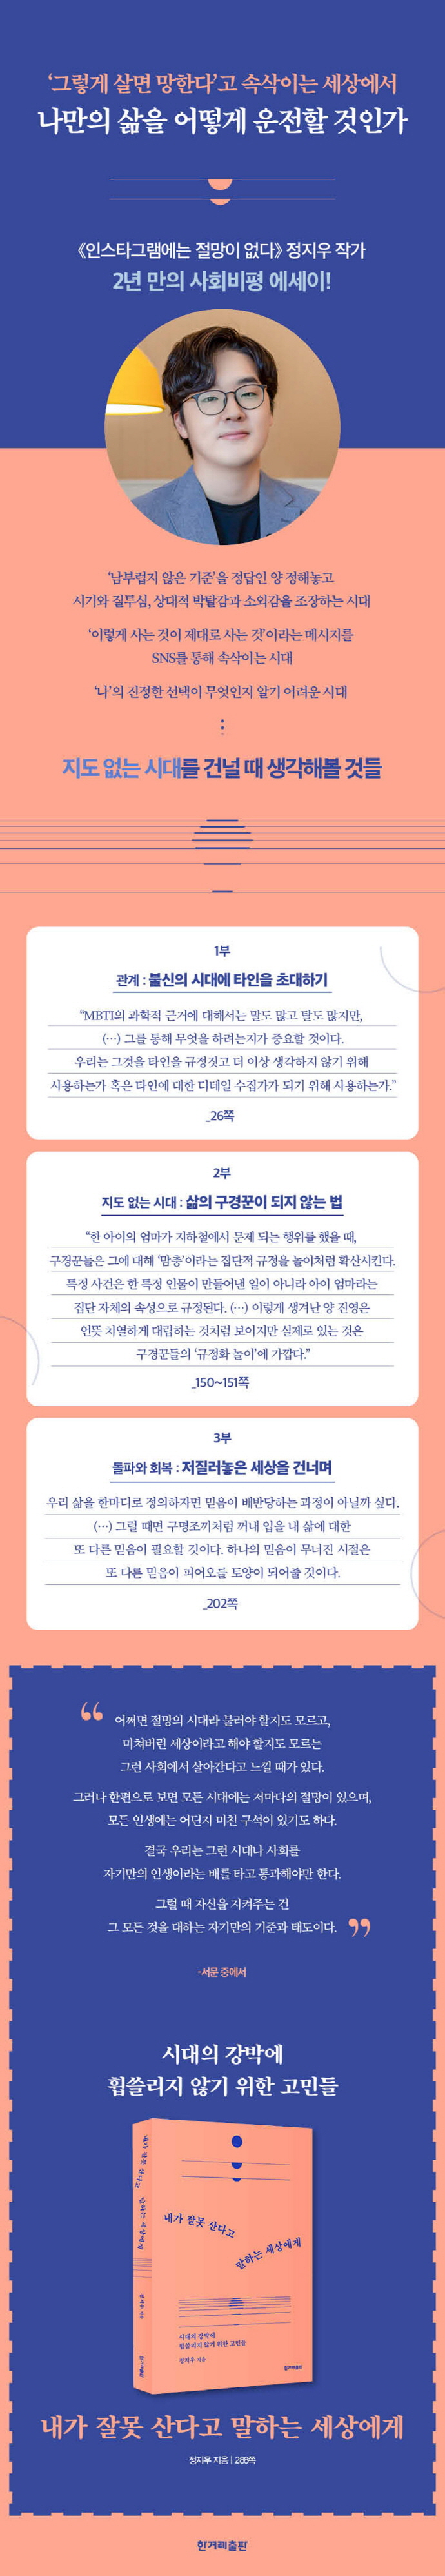 ‘그렇게 살면 망한다’고 속삭이는 세상에서
나만의 삶을 어떻게 운전할 것인가
《인스타그램에는 절망이 없다》 정지우 작가
2년 만의 사회비평 에세이!
‘남부럽지 않은 기준’을 정답인 양 정해놓고
시기와 질투심, 상대적 박탈감과 소외감을 조장하는 시대
‘이렇게 사는 것이 제대로 사는 것’이라는 메시지를
SNS를 통해 속삭이는 시대
‘나’의 진정한 선택이 무엇인지 알기 어려운 시대
⋮
지도 없는 시대를 건널 때 생각해볼 것들
1부
관계 : 불신의 시대에 타인을 초대하기
“MBTI의 과학적 근거에 대해서는 말도 많고 탈도 많지만,
(…) 그를 통해 무엇을 하려는지가 중요할 것이다.
우리는 그것을 타인을 규정짓고 더 이상 생각하지 않기 위해
사용하는가 혹은 타인에 대한 디테일 수집가가 되기 위해 사용하는가.”
_26쪽
2부
지도 없는 시대 : 삶의 구경꾼이 되지 않는 법
“한 아이의 엄마가 지하철에서 문제 되는 행위를 했을 때,
구경꾼들은 그에 대해 ‘맘충’이라는 집단적 규정을 놀이처럼 확산시킨다.
특정 사건은 한 특정 인물이 만들어낸 일이 아니라 아이 엄마라는
집단 자체의 속성으로 규정된다. (…) 이렇게 생겨난 양 진영은
언뜻 치열하게 대립하는 것처럼 보이지만 실제로 있는 것은
구경꾼들의 ‘규정화 놀이’에 가깝다.”
_150~151쪽
3부
돌파와 회복 : 저질러놓은 세상을 건너며
우리 삶을 한마디로 정의하자면 믿음이 배반당하는 과정이 아닐까 싶다.
(…) 그럴 때면 구명조끼처럼 꺼내 입을 내 삶에 대한
또 다른 믿음이 필요할 것이다. 하나의 믿음이 무너진 시절은
또 다른 믿음이 피어오를 토양이 되어줄 것이다.
_202쪽
“ 어쩌면 절망의 시대라 불러야 할지도 모르고,
미쳐버린 세상이라고 해야 할지도 모르는
그런 사회에서 살아간다고 느낄 때가 있다.
그러나 한편으로 보면 모든 시대에는 저마다의 절망이 있으며,
모든 인생에는 어딘지 미친 구석이 있기도 하다.
결국 우리는 그런 시대나 사회를
자기만의 인생이라는 배를 타고 통과해야만 한다.
그럴 때 자신을 지켜주는 건
그 모든 것을 대하는 자기만의 기준과 태도이다. ”
-서문 중에서
시대의 강박에
휩쓸리지 않기 위한 고민들
내가 잘못 산다고 말하는 세상에게
정지우 지음
한겨레출판
내가 잘못 산다고
말하는 세상에게
시대의 강박에
휩쓸리지 않기 위한 고민들
정지우 지음
한겨레출판
내가 잘못 산다고 말하는 세상에게
정지우 지음 | 288쪽
한겨레출판